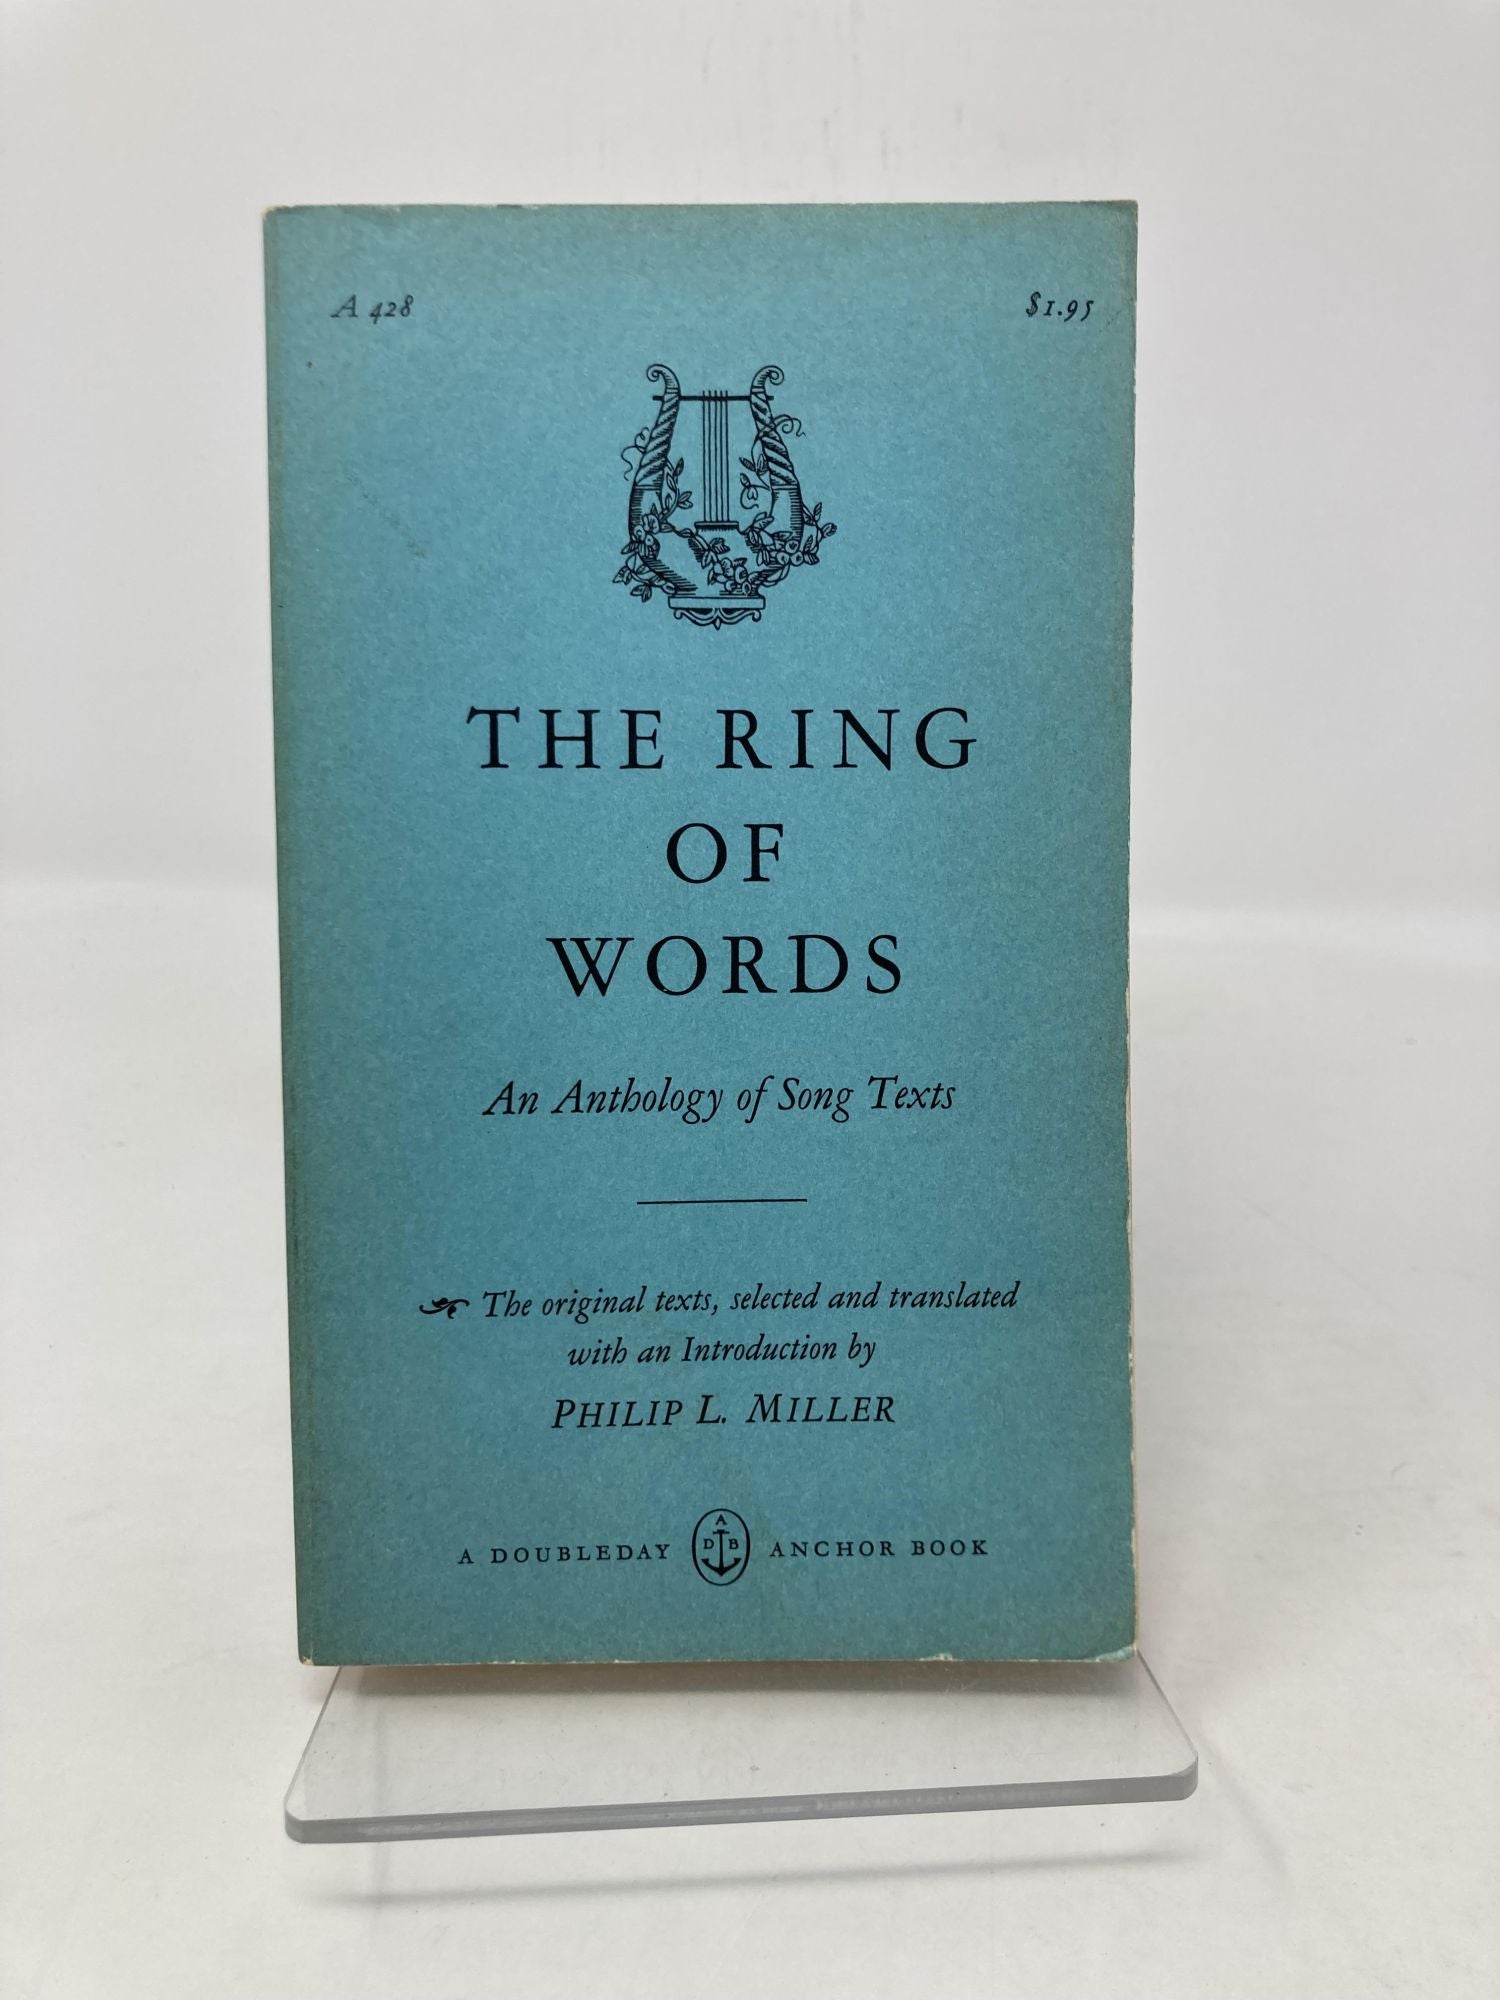 A 428 $1.95
THE RING
OF
WORDS
An Anthology of Song Texts
The original texts, selected and translated
with an Introduction by
PHILIP L. MILLER
A DOUBLEDAY A D B ANCHOR BOOK